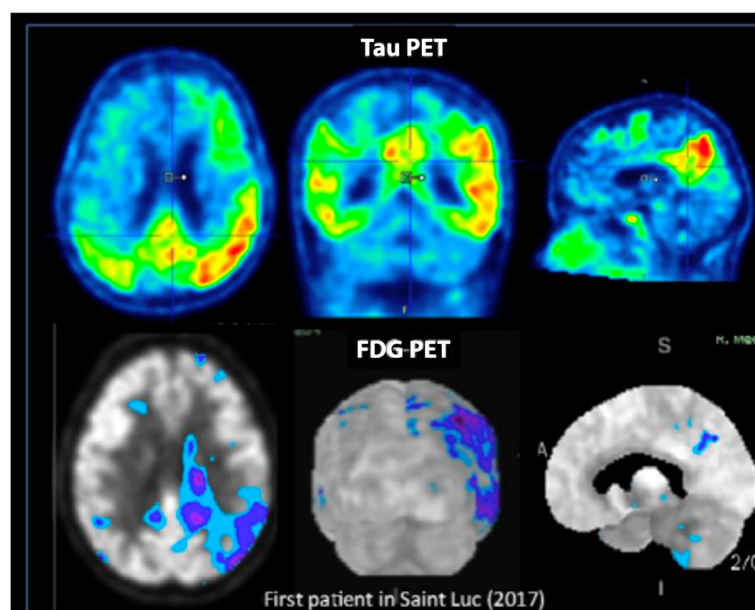 Tau PET
FDG-PET
S
A
I
First patient in Saint Luc (2017)